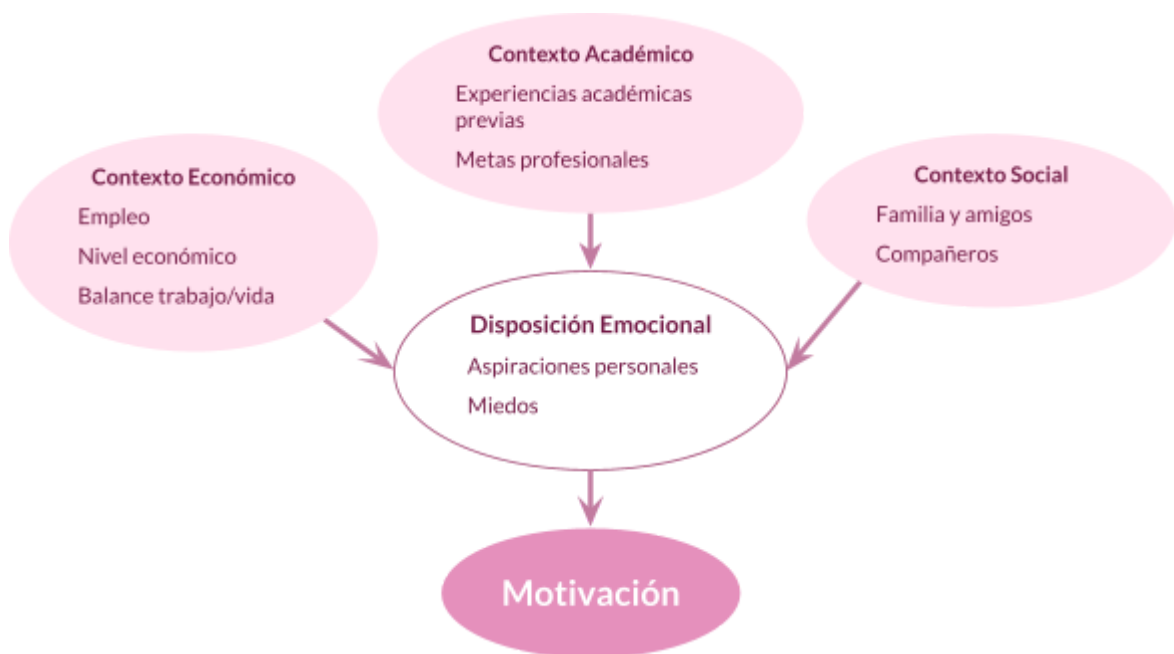 Contexto Académico
Experiencias académicas
previas
Metas profesionales
Contexto Económico
Empleo
Nivel económico
Balance trabajo/vida
Contexto Social
Familia y amigos
Compañeros
Disposición Emocional
Aspiraciones personales
Miedos
Motivación